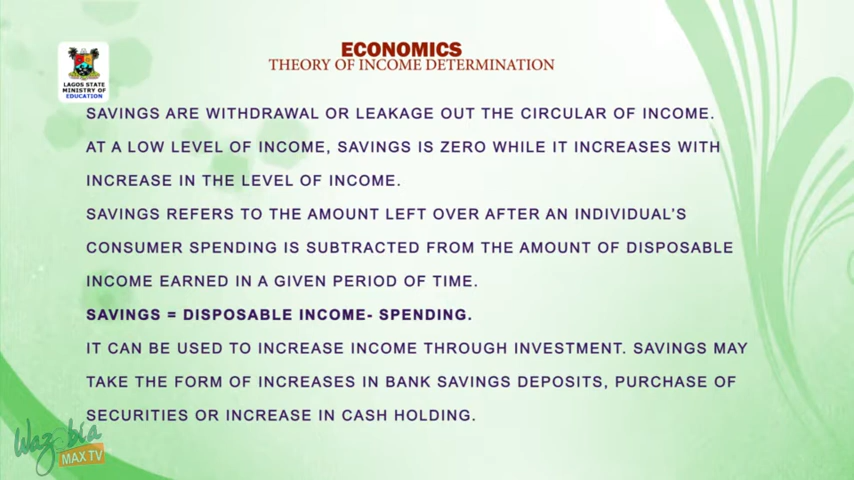 ECONOMICS
THEORY OF INCOME DETERMINATION
LAGOS STATE
MINISTRY OF
EDUCATION
SAVINGS ARE WITHDRAWAL OR LEAKAGE OUT THE CIRCULAR OF INCOME.
AT A LOW LEVEL OF INCOME, SAVINGS IS ZERO WHILE IT INCREASES WITH
INCREASE IN THE LEVEL OF INCOME.
SAVINGS REFERS TO THE AMOUNT LEFT OVER AFTER AN INDIVIDUAL'S
CONSUMER SPENDING IS SUBTRACTED FROM THE AMOUNT OF DISPOSABLE
INCOME EARNED IN A GIVEN PERIOD OF TIME.
SAVINGS = DISPOSABLE INCOME- SPENDING.
IT CAN BE USED TO INCREASE INCOME THROUGH INVESTMENT. SAVINGS MAY
TAKE THE FORM OF INCREASES IN BANK SAVINGS DEPOSITS, PURCHASE OF
SECURITIES OR INCREASE IN CASH HOLDING.
Wazobia
MAX TV